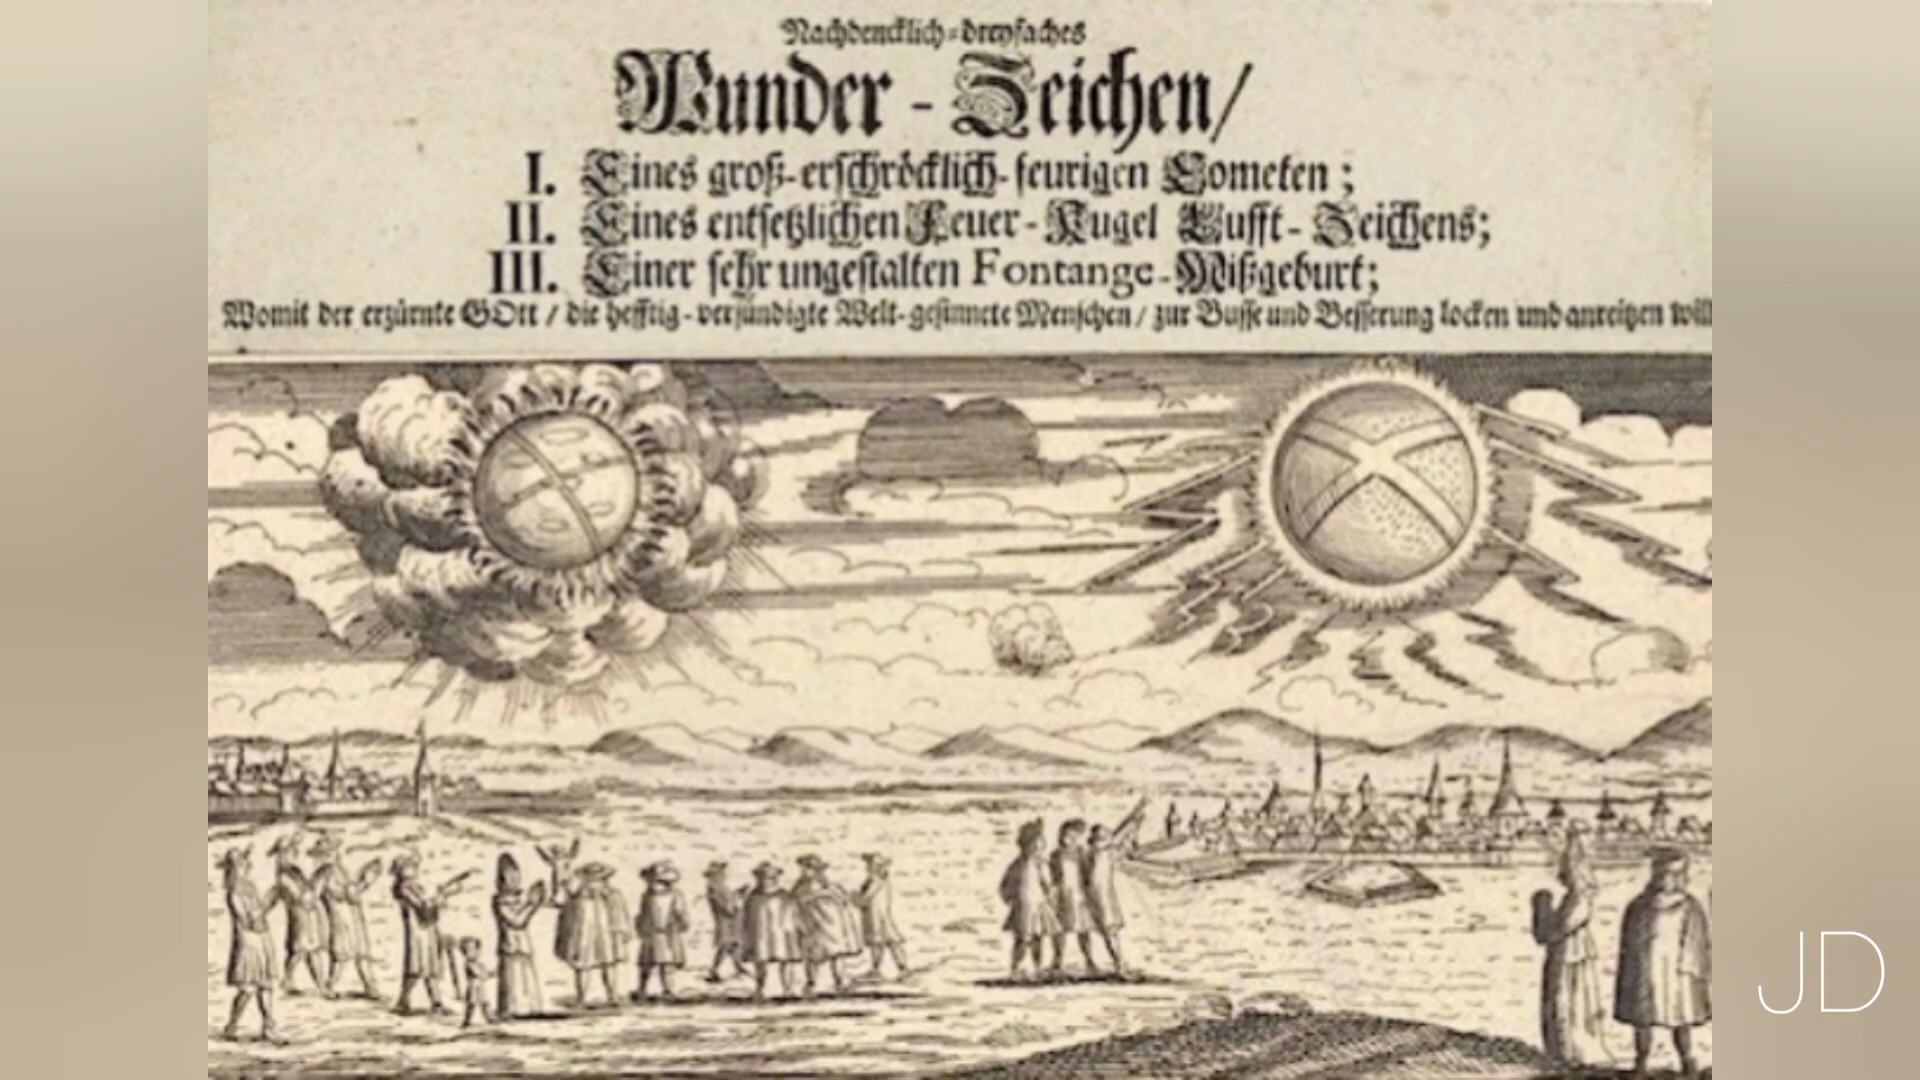 Nachdencklich-dreyfaches
Wunder-Zeichen/
I. Eines groß-erschröcklich-feurigen Cometen;
II. Eines entsetzlichen Feuer-Kugel Lufft-Zeichens;
III. Einer sehr ungestalten Fontange-Mißgeburt;
Womit der erzürnte GOtt / die hefftig-versündigte Welt-gesinnete Menschen / zur Busse und Besserung locken und anreitzen will
JD